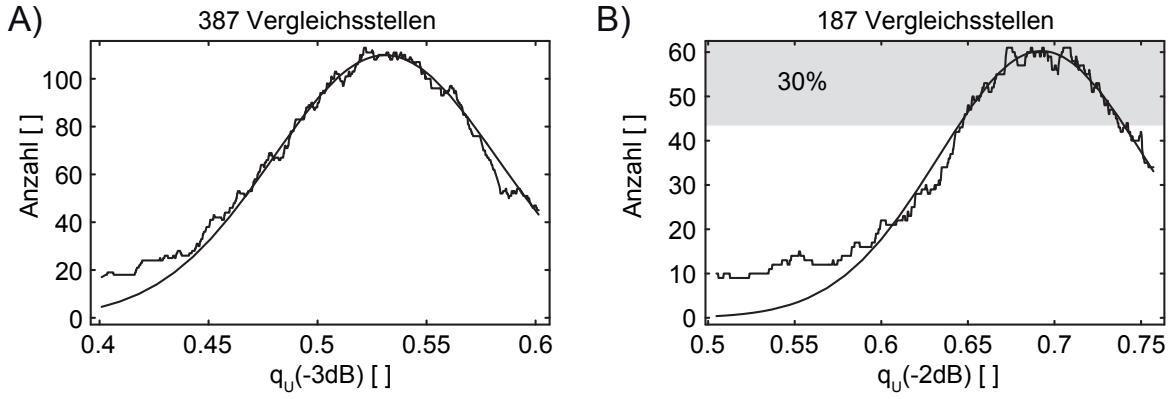 A)
387 Vergleichsstellen
Anzahl [ ]
100
80
60
40
20
0
0.4 0.45 0.5 0.55 0.6
qU(-3dB) [ ]
B)
187 Vergleichsstellen
30%
Anzahl [ ]
60
50
40
30
20
10
0
0.5 0.55 0.6 0.65 0.7 0.75
qU(-2dB) [ ]